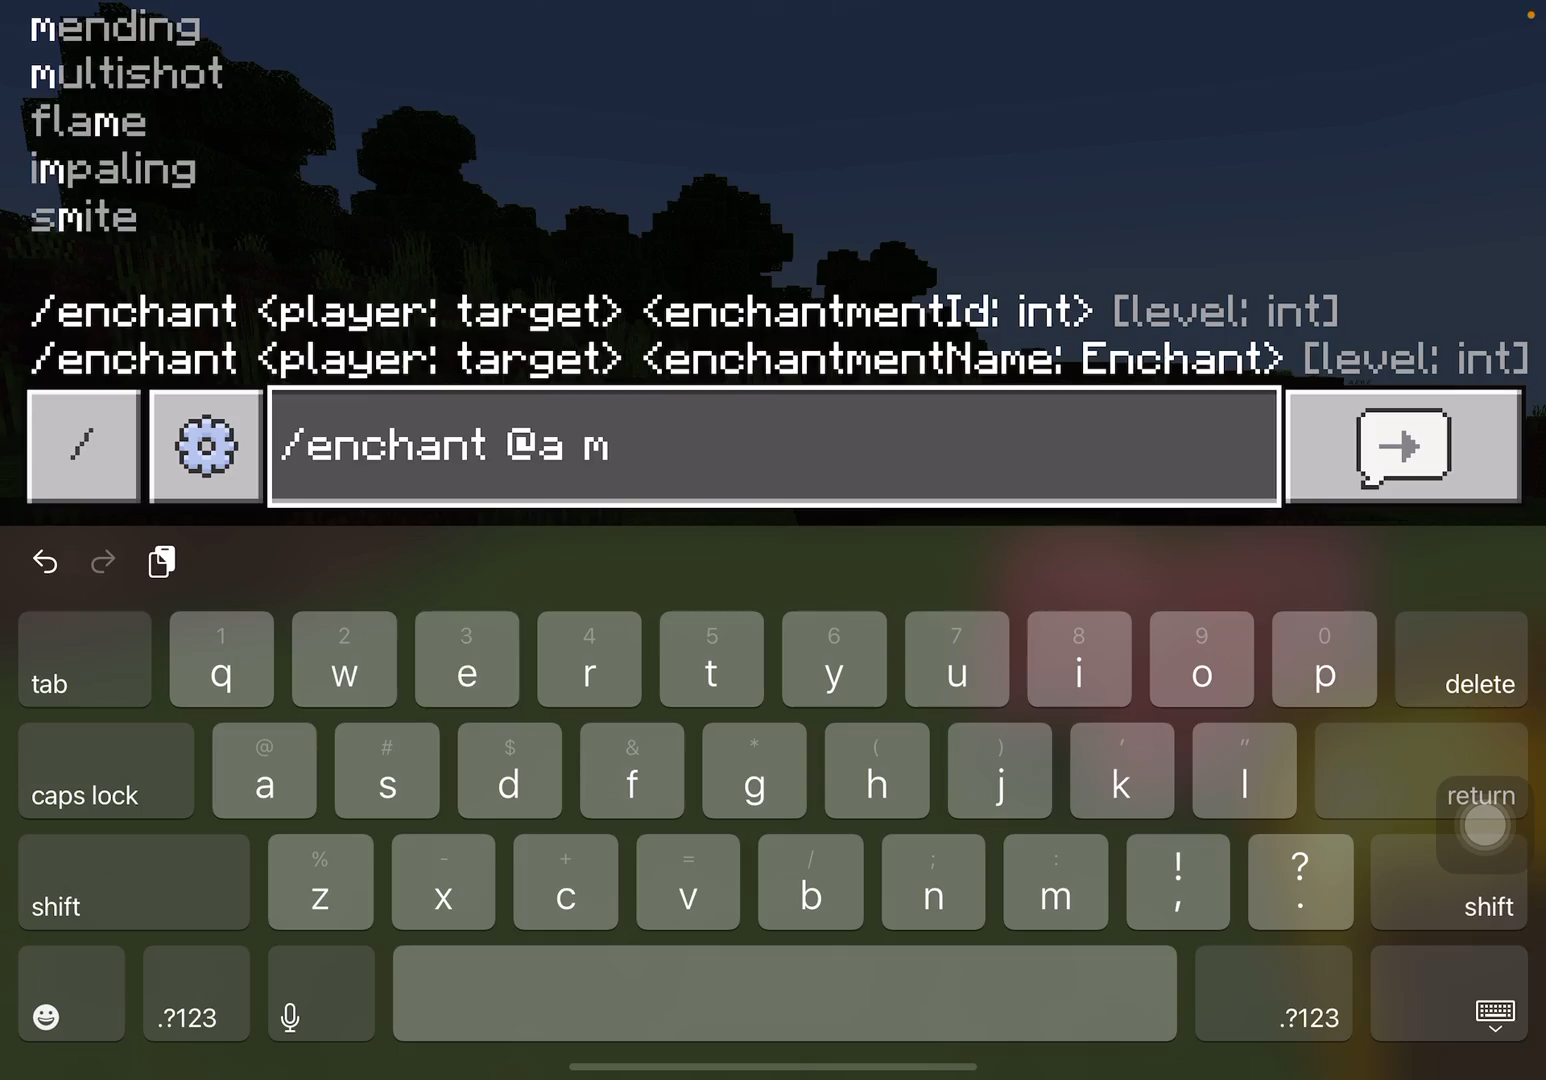 mending
multishot
flame
impaling
smite
/enchant <player: target> <enchantmentId: int> [level: int]
/enchant <player: target> <enchantmentName: Enchant> [level: int]
/
/enchant @a m
1 2 3 4 5 6 7 8 9 0
tab q w e r t y u i o p delete
@ # $ & * ( ) ' "
caps lock a s d f g h j k l return
% - + = / ; : ! ?
shift z x c v b n m , . shift
.?123 .?123